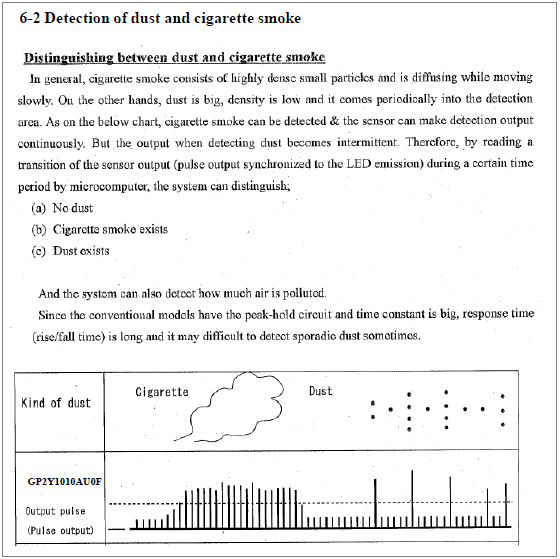 6-2 Detection of dust and cigarette smoke
Distinguishing between dust and cigarette smoke
In general, cigarette smoke consists of highly dense small particles and is diffusing while moving
slowly. On the other hands, dust is big, density is low and it comes periodically into the detection
area. As on the below chart, cigarette smoke can be detected & the sensor can make detection output
continuously. But the output when detecting dust becomes intermittent. Therefore, by reading a
transition of the sensor output (pulse output synchronized to the LED emission) during a certain time
period by microcomputer, the system can distinguish;
(a) No dust
(b) Cigarette smoke exists
(c) Dust exists
And the system can also detect how much air is polluted.
Since the conventional models have the peak-hold circuit and time constant is big, response time
(rise/fall time) is long and it may difficult to detect sporadic dust sometimes.
Kind of dust
Cigarette
Dust
GP2Y1010AU0F
Output pulse
(Pulse output)